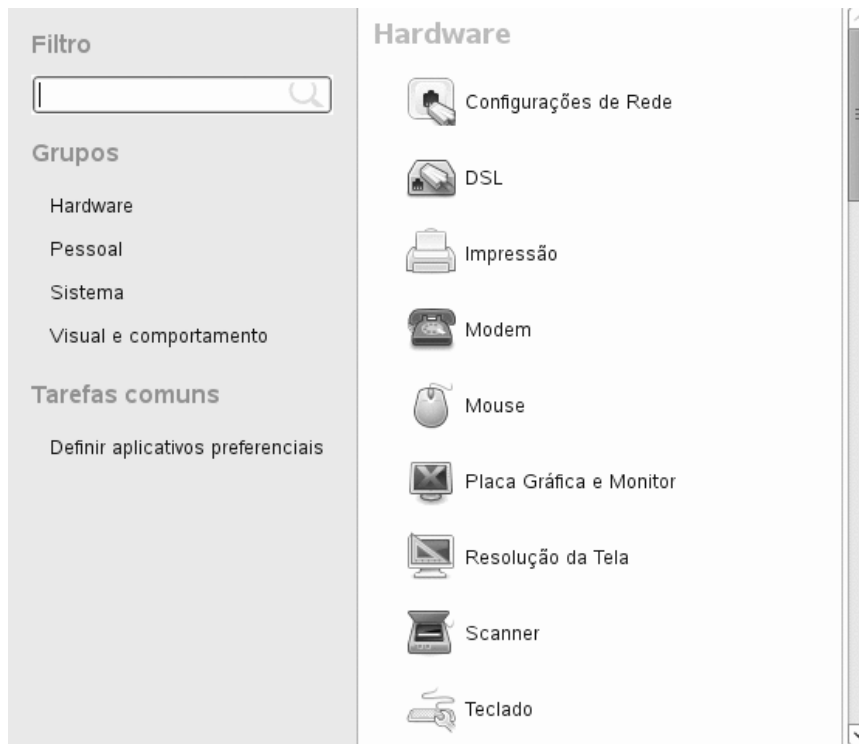 Filtro
Grupos
Hardware
Pessoal
Sistema
Visual e comportamento
Tarefas comuns
Definir aplicativos preferenciais
Hardware
Configurações de Rede
DSL
Impressão
Modem
Mouse
Placa Gráfica e Monitor
Resolução da Tela
Scanner
Teclado